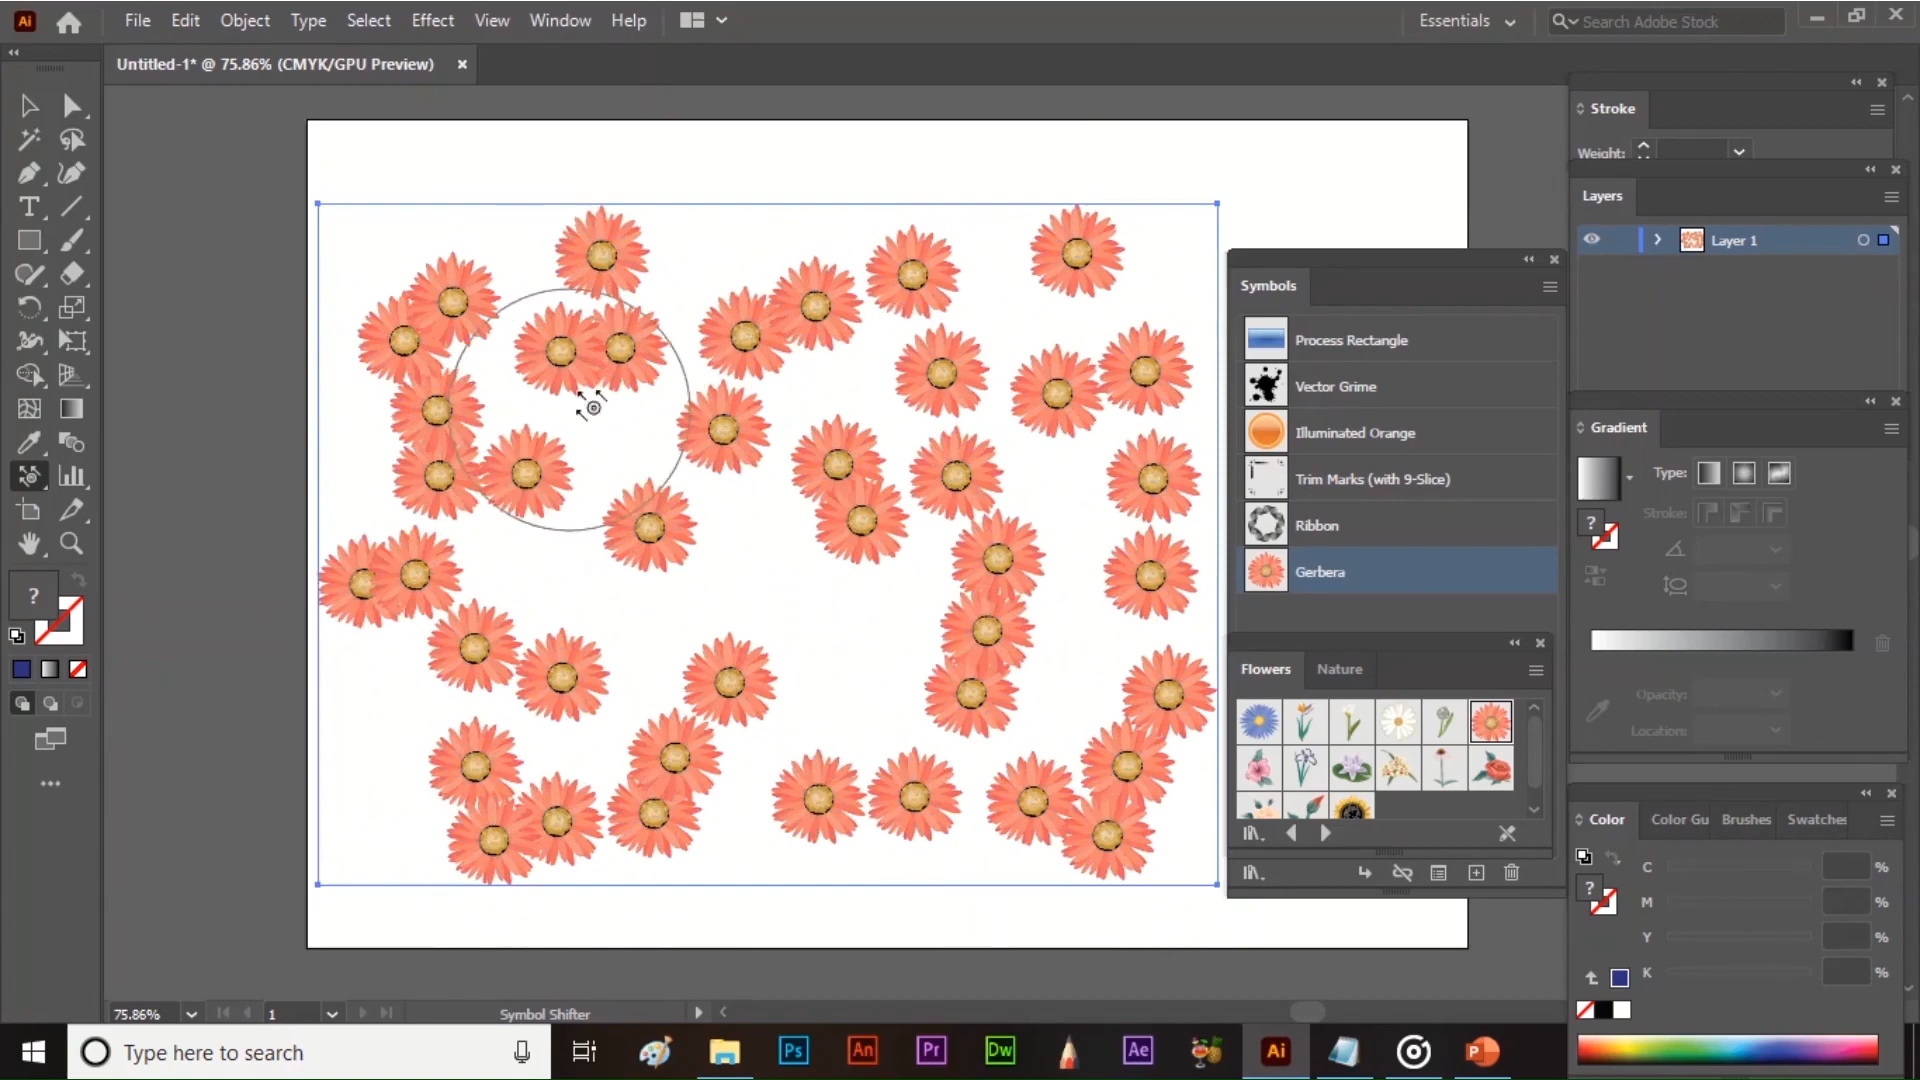 Ai
File Edit Object Type Select Effect View Window Help
Essentials
Search Adobe Stock
Untitled-1* @ 75.86% (CMYK/GPU Preview)
Stroke
Weight:
Layers
Layer 1
Symbols
Process Rectangle
Vector Grime
Illuminated Orange
Trim Marks (with 9-Slice)
Ribbon
Gerbera
Gradient
Type:
Stroke:
?
?
Opacity:
Location:
Flowers Nature
Color Color Gu Brushes Swatches
?
C %
M %
Y %
K %
75.86% 1 Symbol Shifter
Type here to search
Ps An Pr Dw Ae Ai P